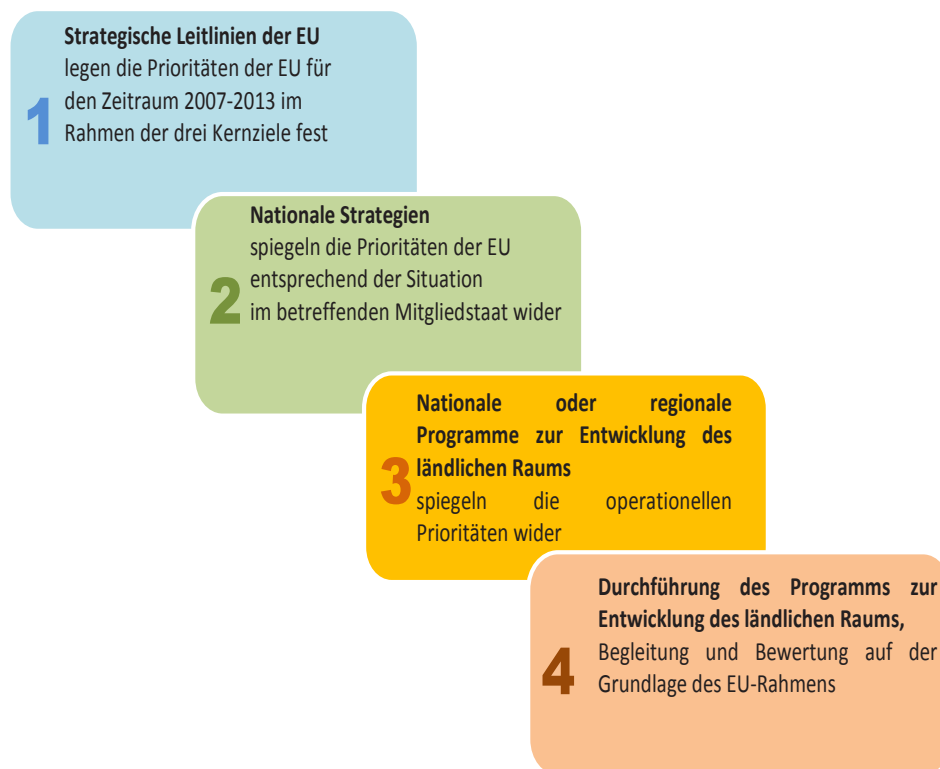 Strategische Leitlinien der EU
legen die Prioritäten der EU für
den Zeitraum 2007-2013 im
Rahmen der drei Kernziele fest
1
Nationale Strategien
spiegeln die Prioritäten der EU
entsprechend der Situation
im betreffenden Mitgliedstaat wider
2
Nationale oder regionale
Programme zur Entwicklung des
ländlichen Raums
spiegeln die operationellen
Prioritäten wider
3
Durchführung des Programms zur
Entwicklung des ländlichen Raums,
Begleitung und Bewertung auf der
Grundlage des EU-Rahmens
4